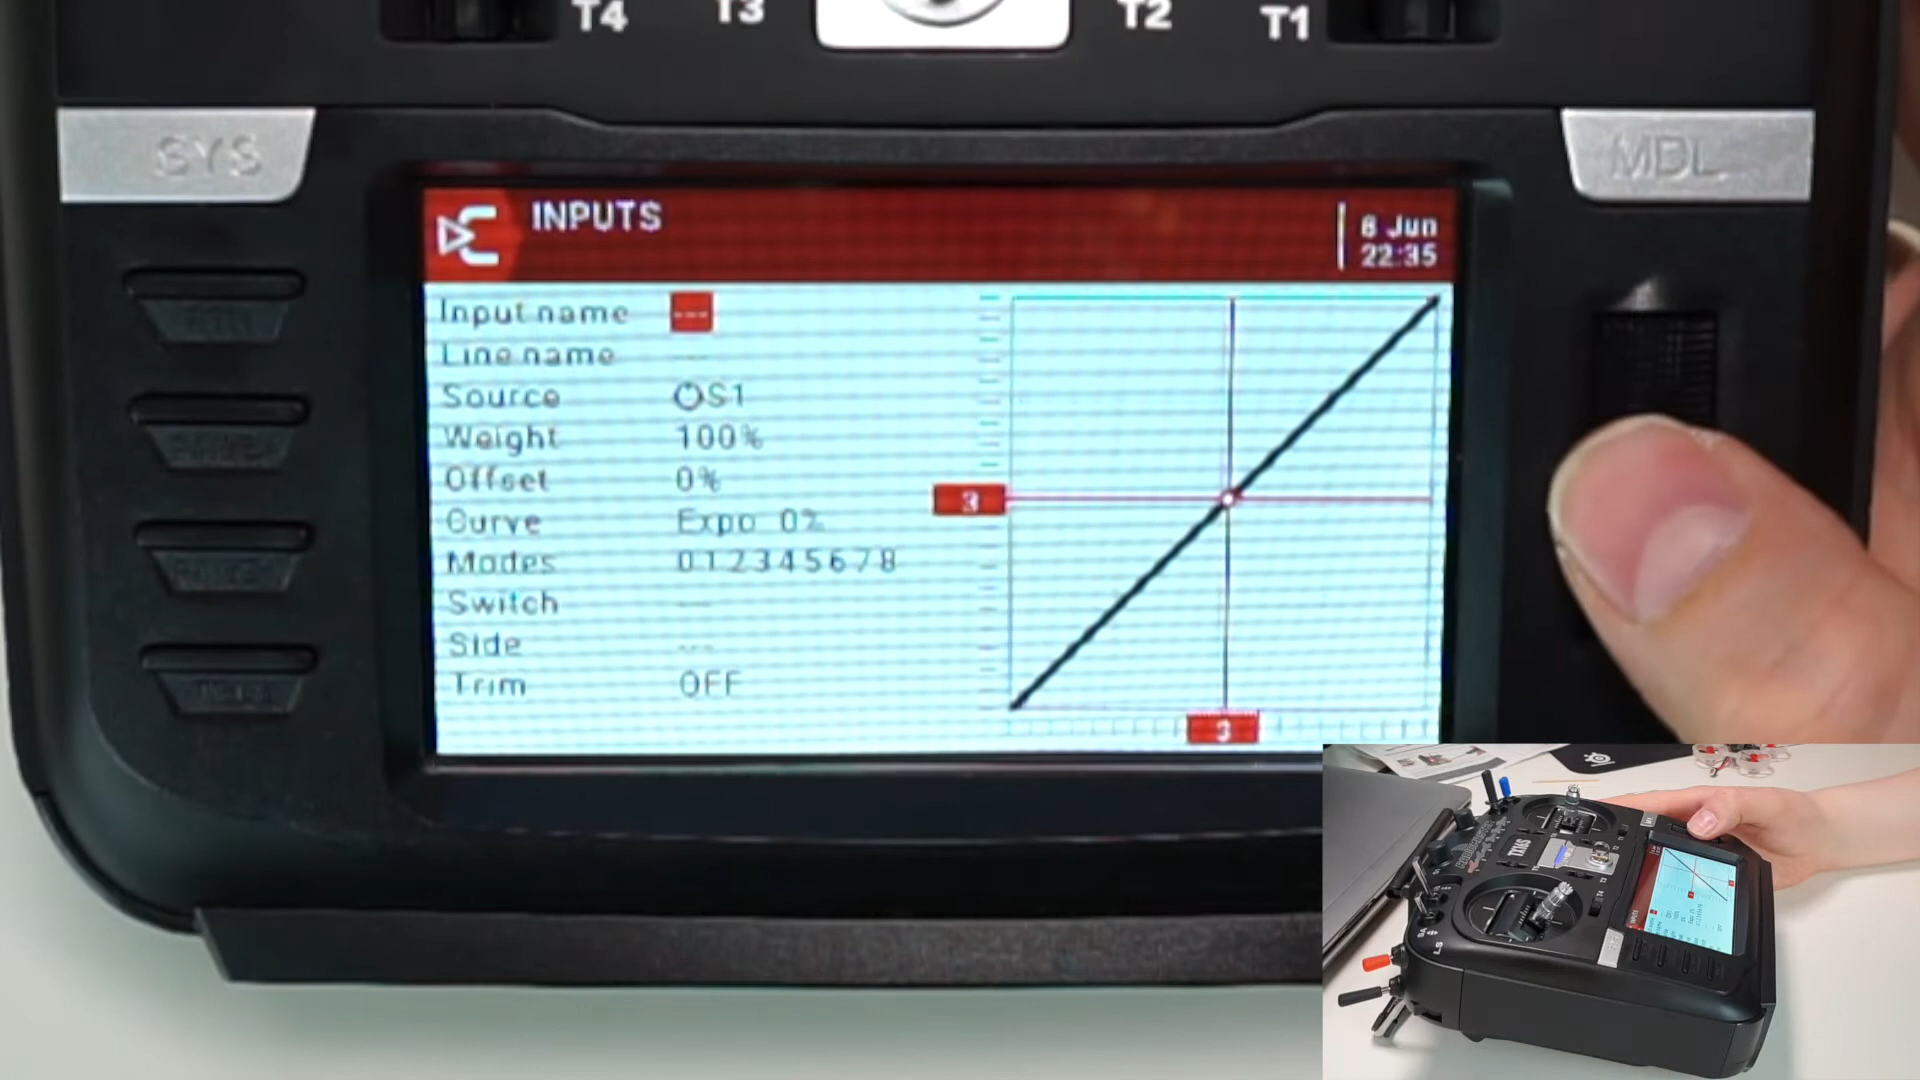 T4 T3 T2 T1
SYS
MDL
INPUTS
8 Jun
22:35
Input name ---
Line name ---
Source S1
Weight 100%
Offset 0%
Curve Expo 0%
Modes 012345678
Switch ---
Side ---
Trim OFF
3
3
TX16S